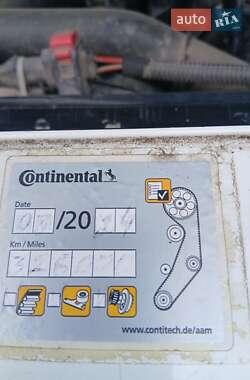 auto.
RIA
Continental
Date
/20
Km / Miles
www.contitech.de/aam